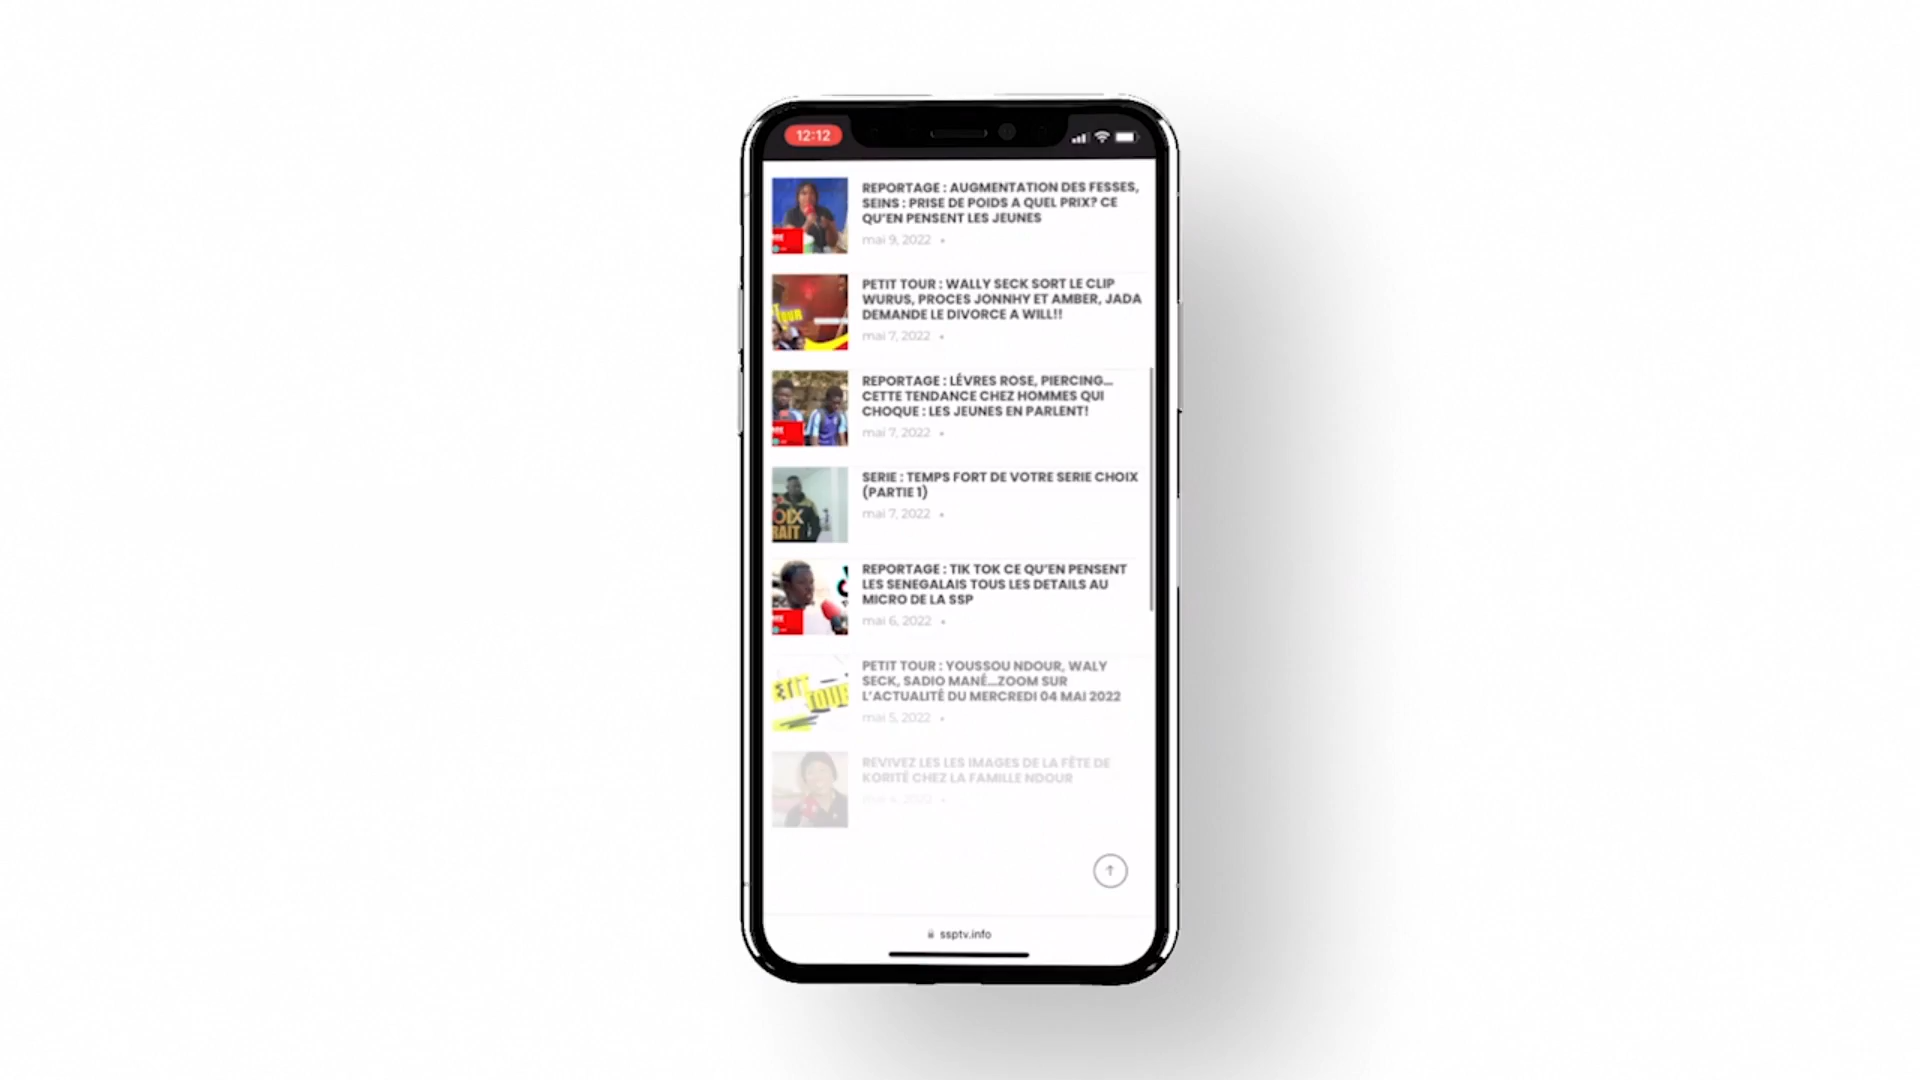 12:12
REPORTAGE : AUGMENTATION DES FESSES,
SEINS : PRISE DE POIDS A QUEL PRIX? CE
QU'EN PENSENT LES JEUNES
mai 9, 2022
PETIT TOUR : WALLY SECK SORT LE CLIP
WURUS, PROCES JONNHY ET AMBER, JADA
DEMANDE LE DIVORCE A WILL!!
mai 7, 2022
REPORTAGE : LÉVRES ROSE, PIERCING…
CETTE TENDANCE CHEZ HOMMES QUI
CHOQUE : LES JEUNES EN PARLENT!
mai 7, 2022
SERIE : TEMPS FORT DE VOTRE SERIE CHOIX
(PARTIE 1)
mai 7, 2022
OIX
RAIT
REPORTAGE : TIK TOK CE QU'EN PENSENT
LES SENEGALAIS TOUS LES DETAILS AU
MICRO DE LA SSP
mai 6, 2022
PETIT TOUR : YOUSSOU NDOUR, WALY
SECK, SADIO MANÉ…ZOOM SUR
L'ACTUALITÉ DU MERCREDI 04 MAI 2022
mai 5, 2022
REVIVEZ LES LES IMAGES DE LA FÊTE DE
KORITÉ CHEZ LA FAMILLE NDOUR
mai 4, 2022
ssptv.info